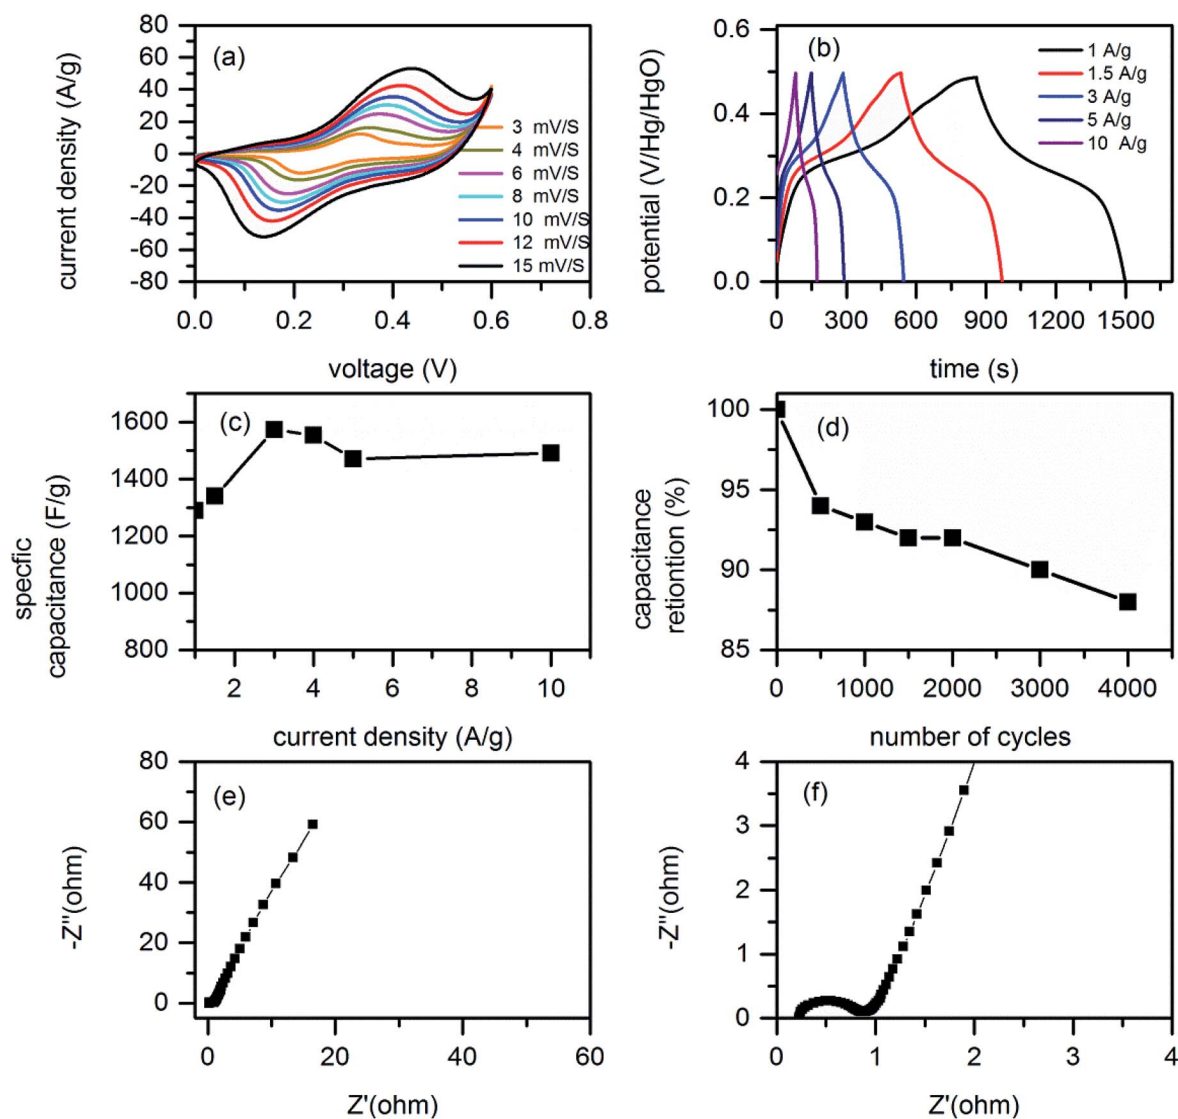 (a)
80
60
40
20
0
-20
-40
-60
-80
current density (A/g)
3 mV/S
4 mV/S
6 mV/S
8 mV/S
10 mV/S
12 mV/S
15 mV/S
0.0 0.2 0.4 0.6 0.8
voltage (V)
(b)
0.6
0.4
0.2
0.0
potential (V/Hg/HgO)
1 A/g
1.5 A/g
3 A/g
5 A/g
10 A/g
0 300 600 900 1200 1500
time (s)
(c)
1600
1400
1200
1000
800
specfic
capacitance (F/g)
2 4 6 8 10
current density (A/g)
(d)
100
95
90
85
capacitance
retiontion (%)
0 1000 2000 3000 4000
number of cycles
(e)
80
60
40
20
0
-Z''(ohm)
0 20 40 60
Z'(ohm)
(f)
4
3
2
1
0
-Z''(ohm)
0 1 2 3 4
Z'(ohm)